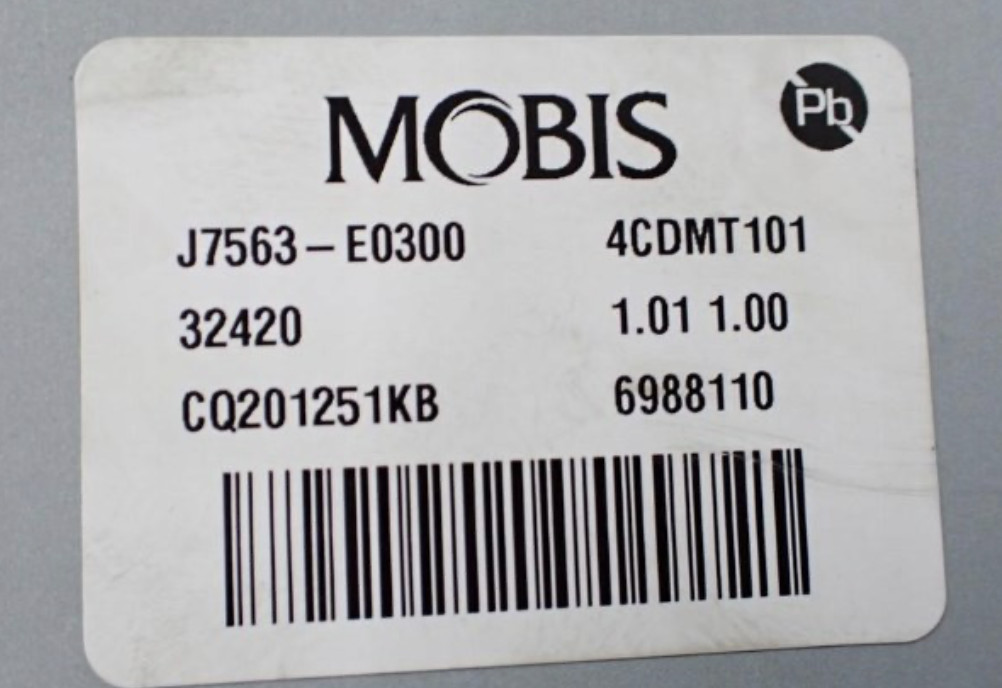 MOBIS
Pb
J7563-E0300 4CDMT101
32420 1.01 1.00
CQ201251KB 6988110